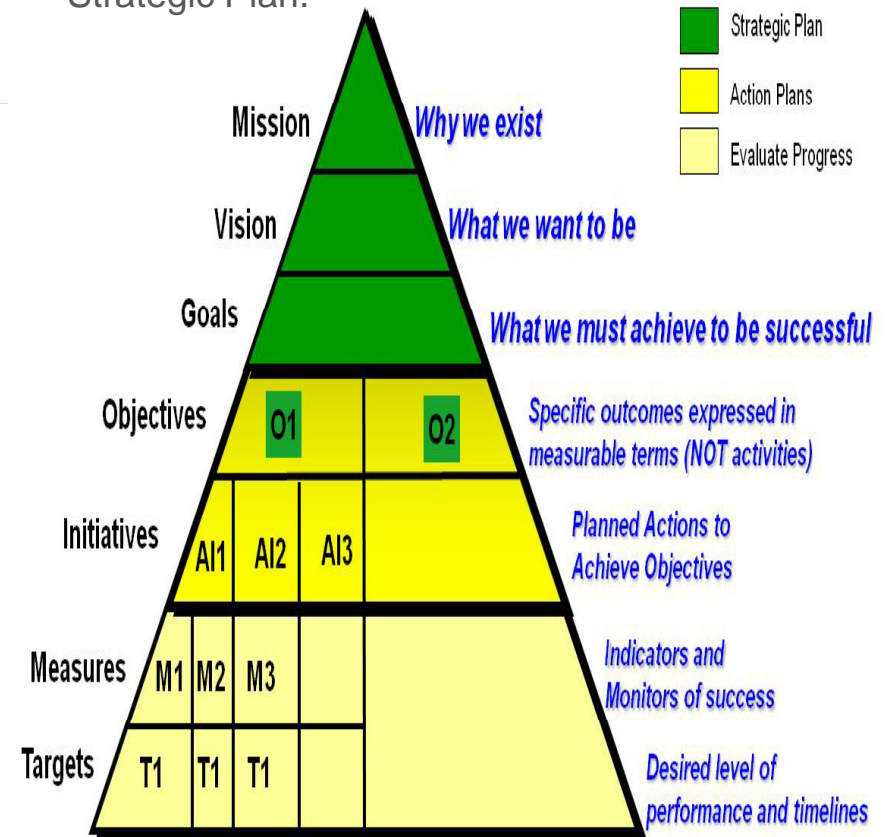 Strategic Plan.
Strategic Plan
Action Plans
Evaluate Progress
Mission
Why we exist
Vision
What we want to be
Goals
What we must achieve to be successful
Objectives
O1
O2
Specific outcomes expressed in
measurable terms (NOT activities)
Initiatives
AI1
AI2
AI3
Planned Actions to
Achieve Objectives
Measures
M1
M2
M3
Indicators and
Monitors of success
Targets
T1
T1
T1
Desired level of
performance and timelines